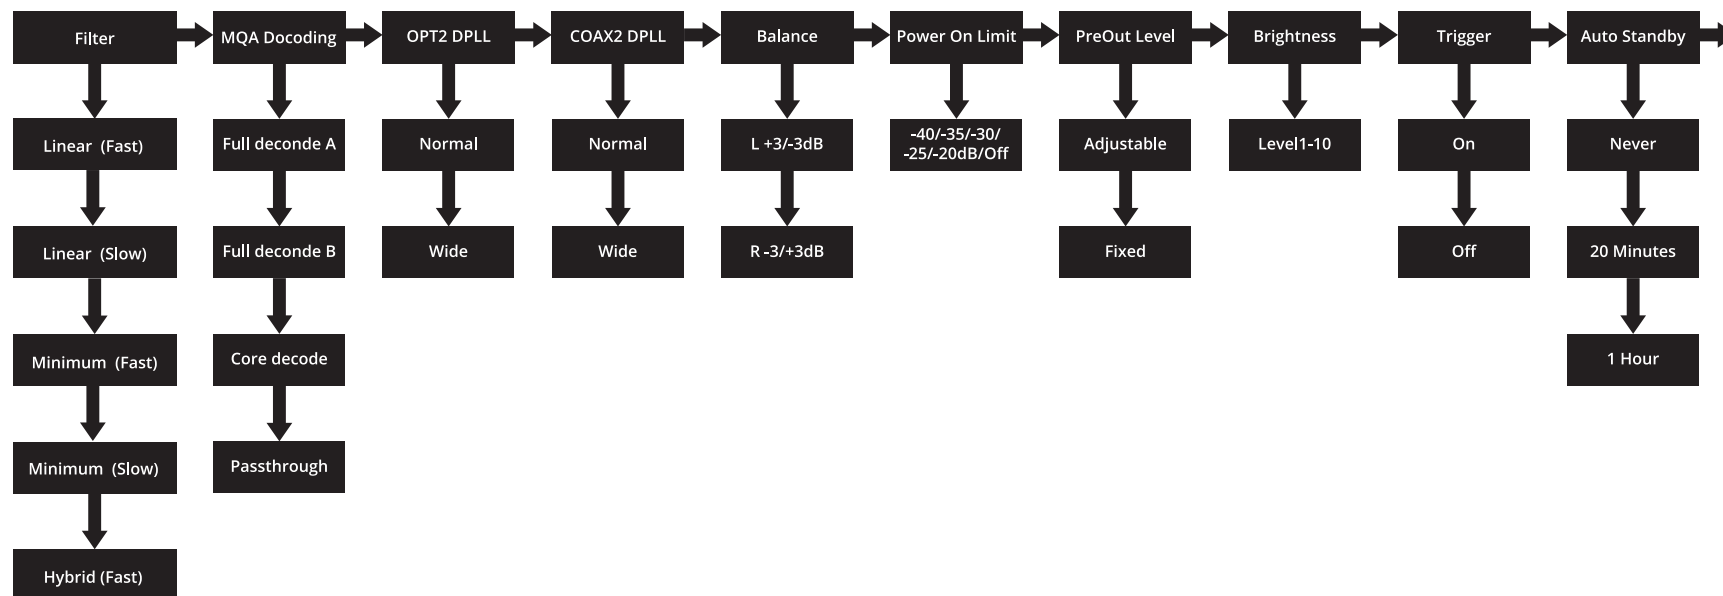 Filter
MQA Docoding
OPT2 DPLL
COAX2 DPLL
Balance
Power On Limit
PreOut Level
Brightness
Trigger
Auto Standby
Linear (Fast)
Full deconde A
Normal
Normal
L +3/-3dB
-40/-35/-30/
-25/-20dB/Off
Adjustable
Level1-10
On
Never
Linear (Slow)
Full deconde B
Wide
Wide
R -3/+3dB
Fixed
Off
20 Minutes
Minimum (Fast)
Core decode
1 Hour
Minimum (Slow)
Passthrough
Hybrid (Fast)